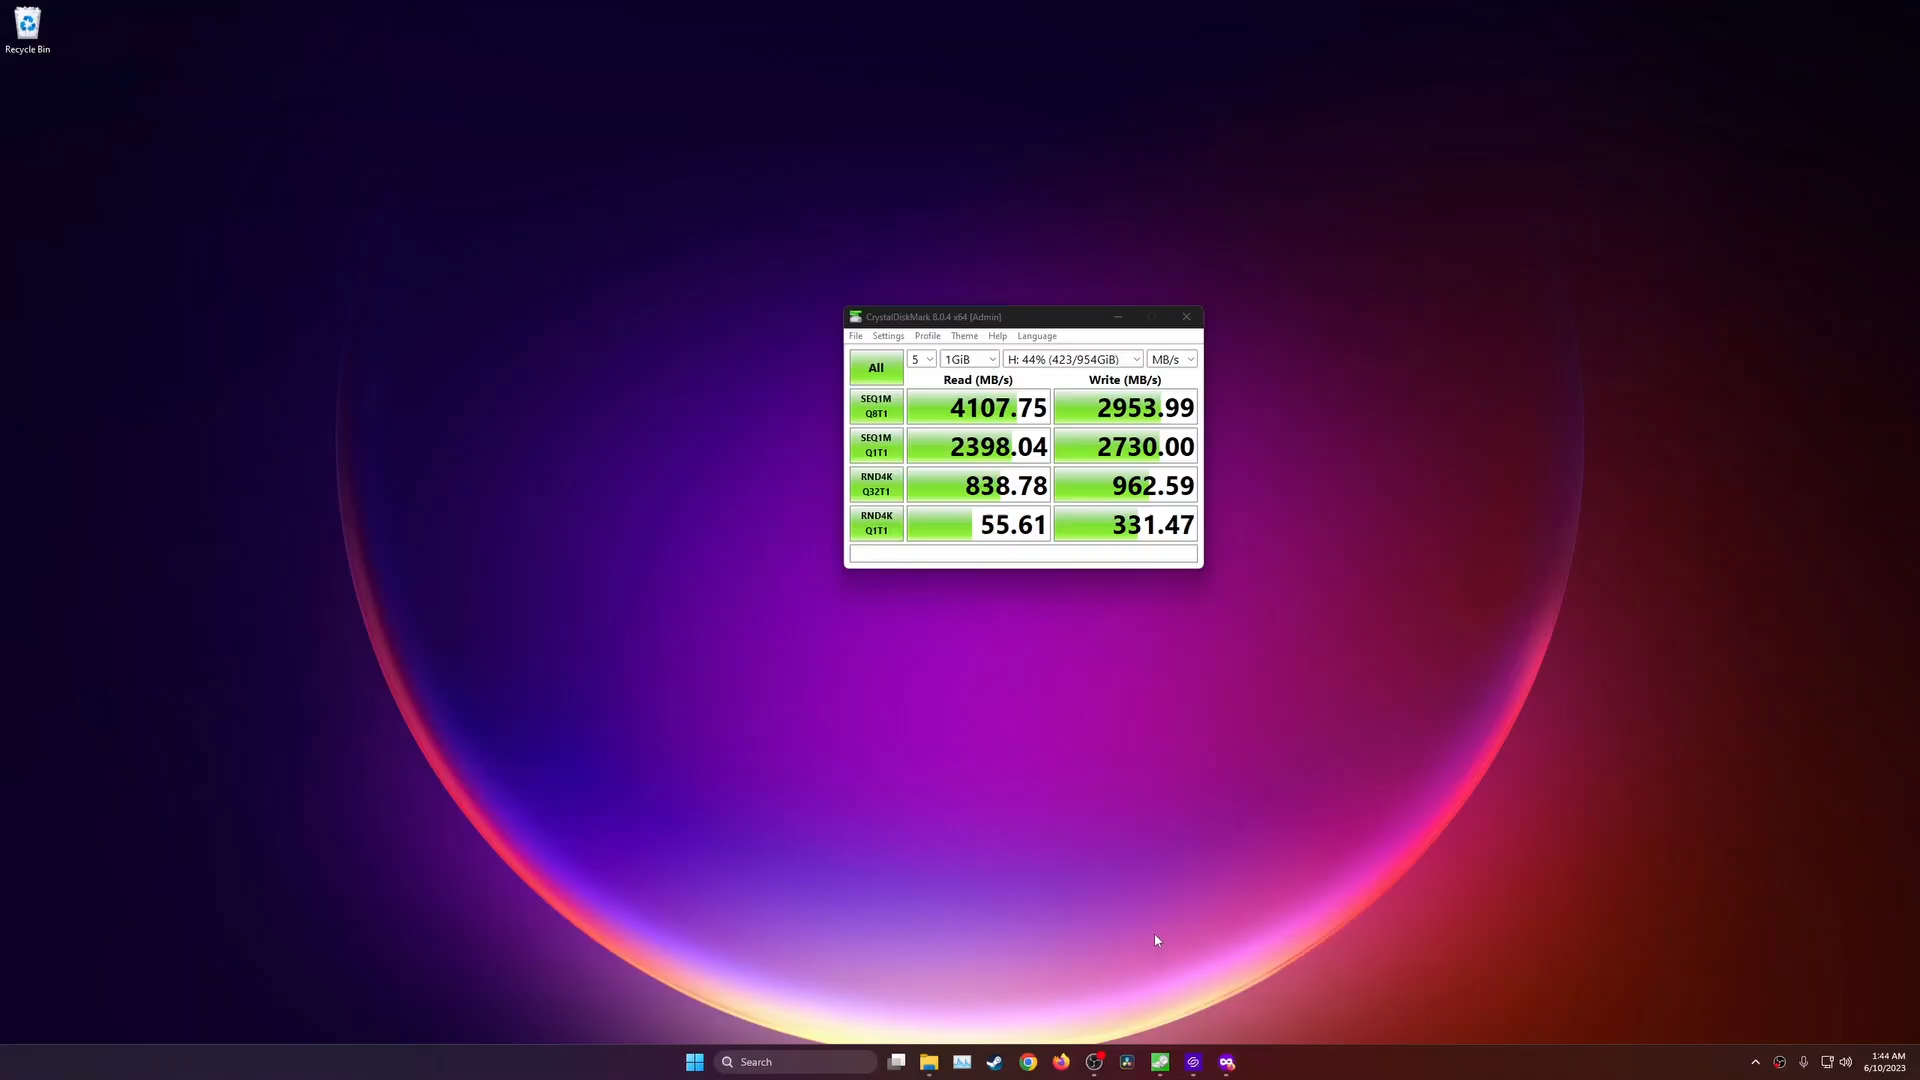 Recycle Bin
CrystalDiskMark 8.0.4 x64 [Admin]
File Settings Profile Theme Help Language
All 5 1GiB H: 44% (423/954GiB) MB/s
Read (MB/s) Write (MB/s)
SEQ1M
Q8T1
4107.75 2953.99
SEQ1M
Q1T1
2398.04 2730.00
RND4K
Q32T1
838.78 962.59
RND4K
Q1T1
55.61 331.47
Search
1:44 AM
6/10/2023